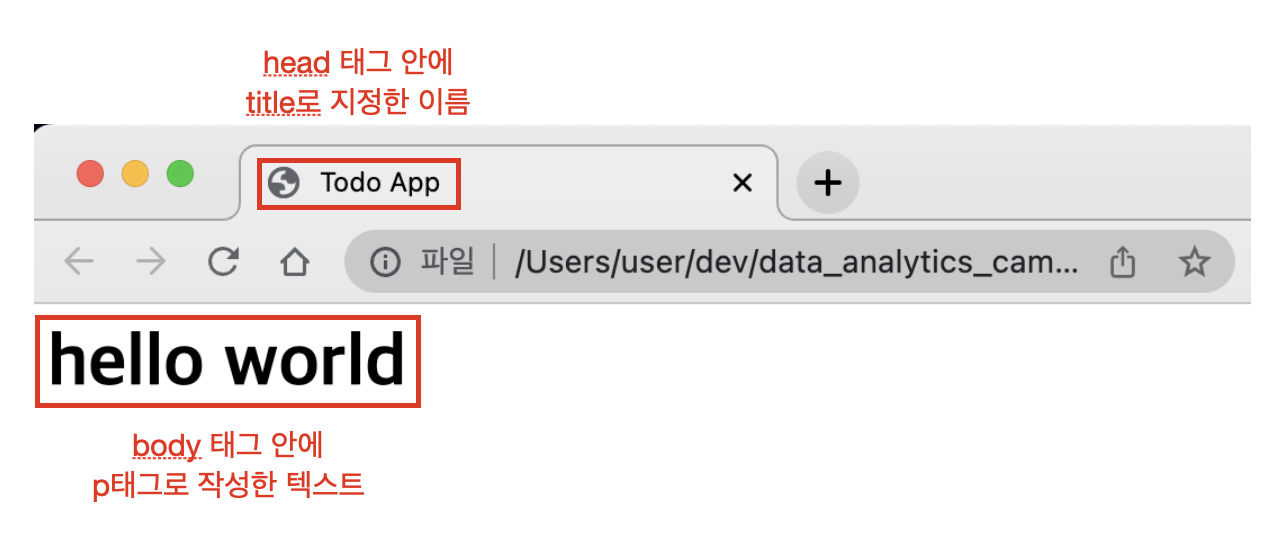 head 태그 안에
title로 지정한 이름
Todo App
파일 /Users/user/dev/data_analytics_cam...
hello world
body 태그 안에
p태그로 작성한 텍스트